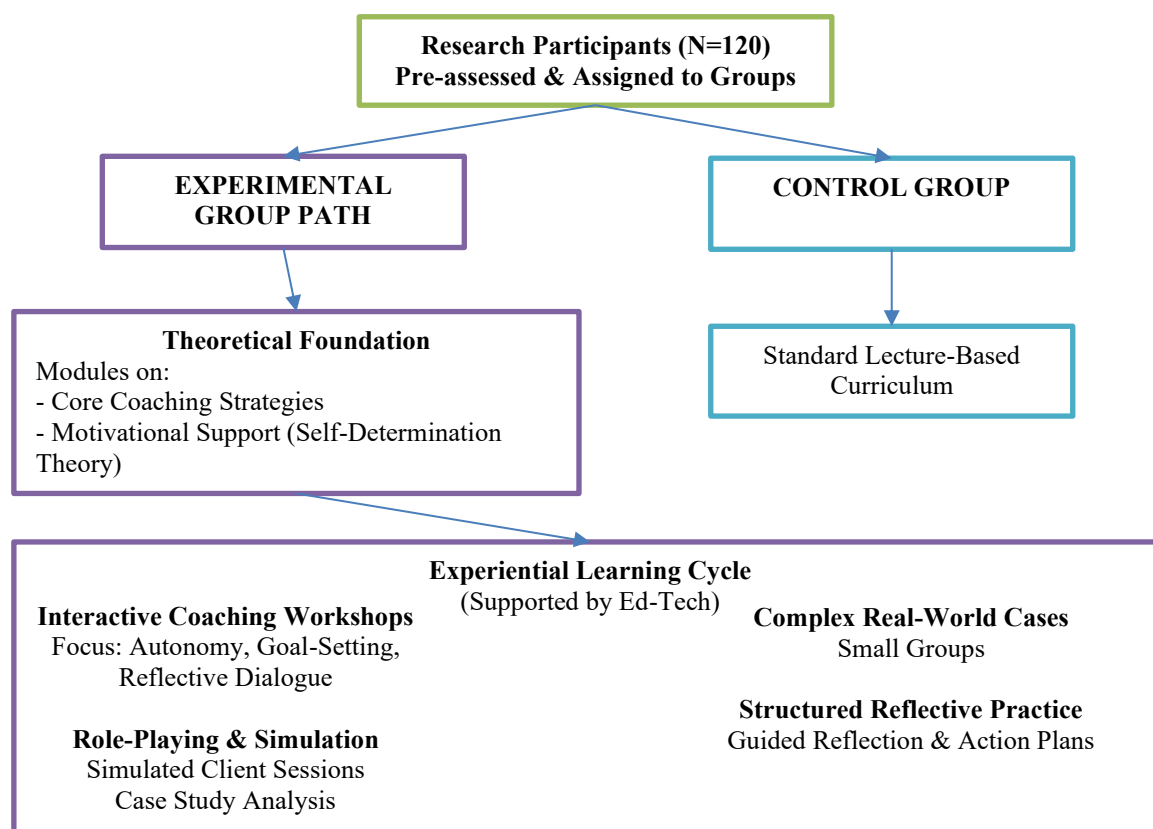 Research Participants (N=120)
Pre-assessed & Assigned to Groups
EXPERIMENTAL
GROUP PATH
CONTROL GROUP
Theoretical Foundation
Modules on:
- Core Coaching Strategies
- Motivational Support (Self-Determination
Theory)
Standard Lecture-Based
Curriculum
Experiential Learning Cycle
(Supported by Ed-Tech)
Interactive Coaching Workshops
Focus: Autonomy, Goal-Setting,
Reflective Dialogue
Role-Playing & Simulation
Simulated Client Sessions
Case Study Analysis
Complex Real-World Cases
Small Groups
Structured Reflective Practice
Guided Reflection & Action Plans